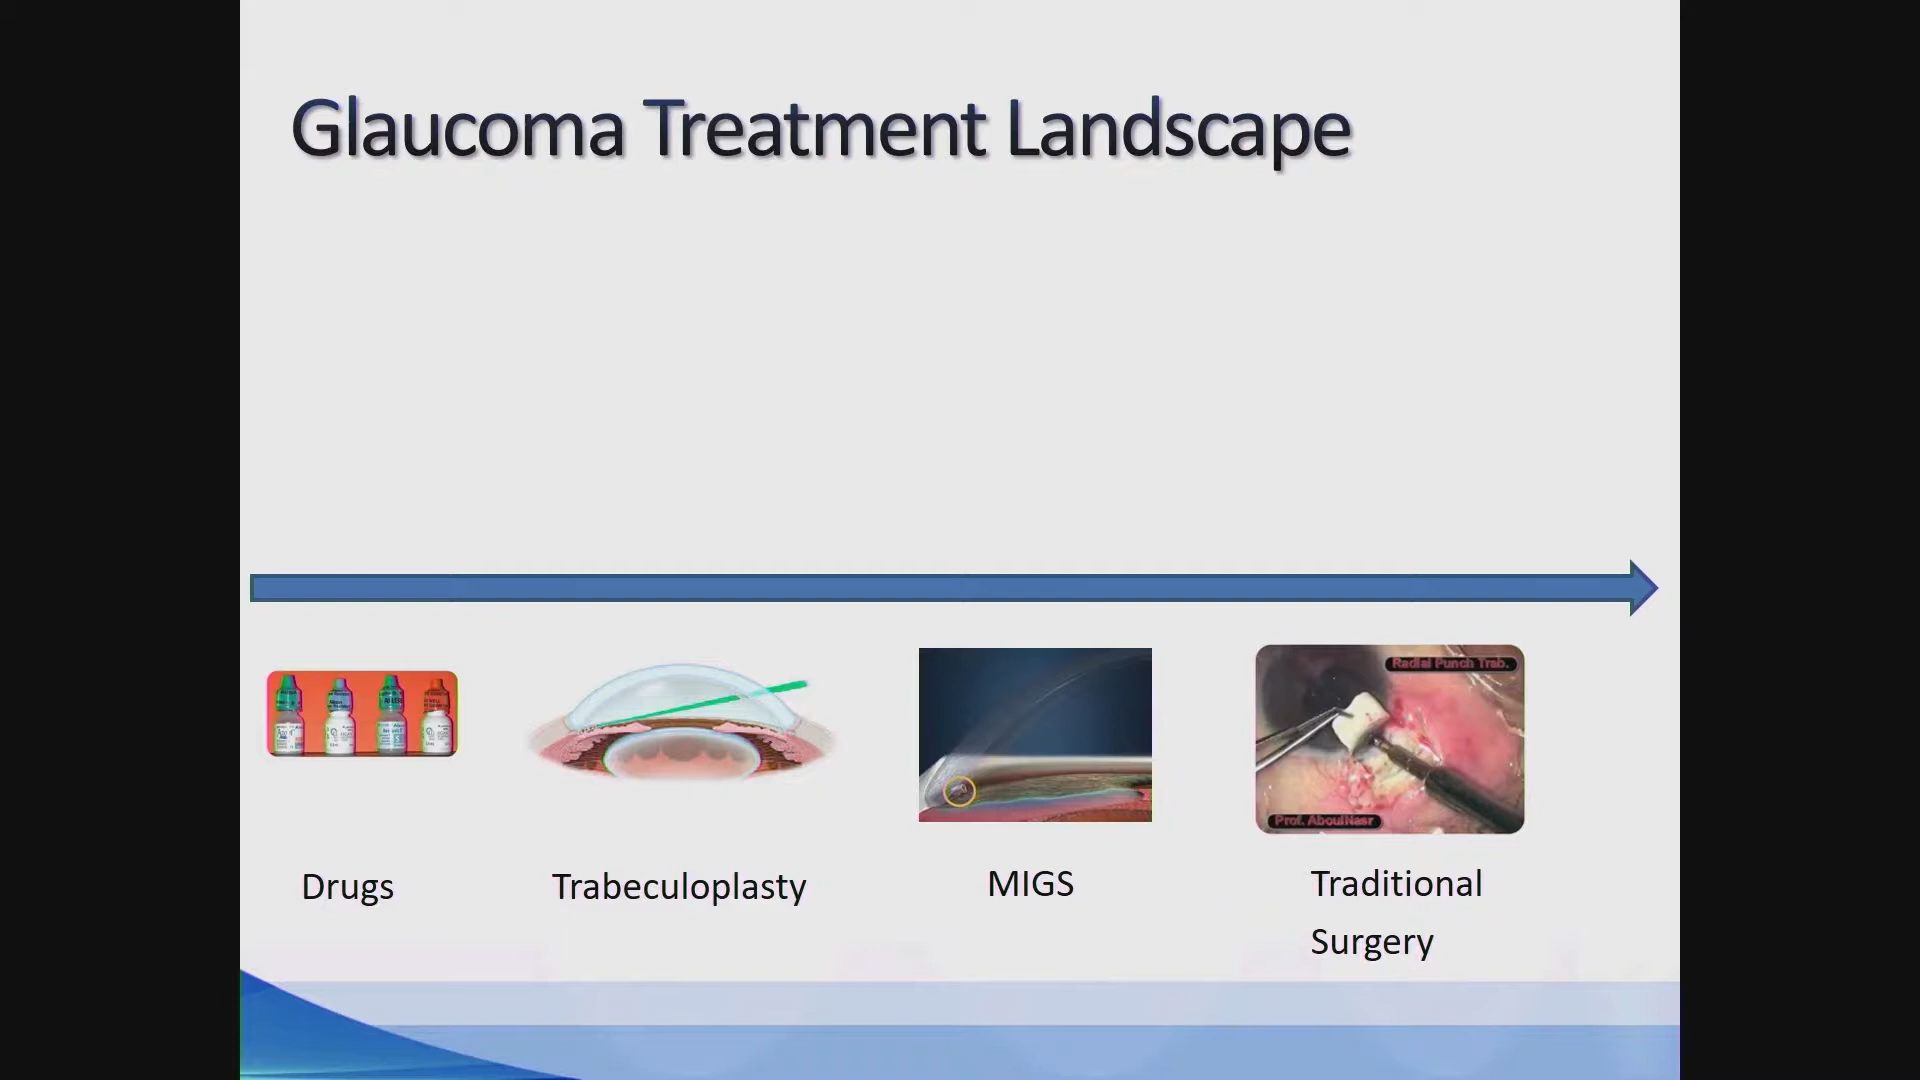 Glaucoma Treatment Landscape
Radial Punch Trab.
Prof. AboulNasr
Drugs
Trabeculoplasty
MIGS
Traditional
Surgery